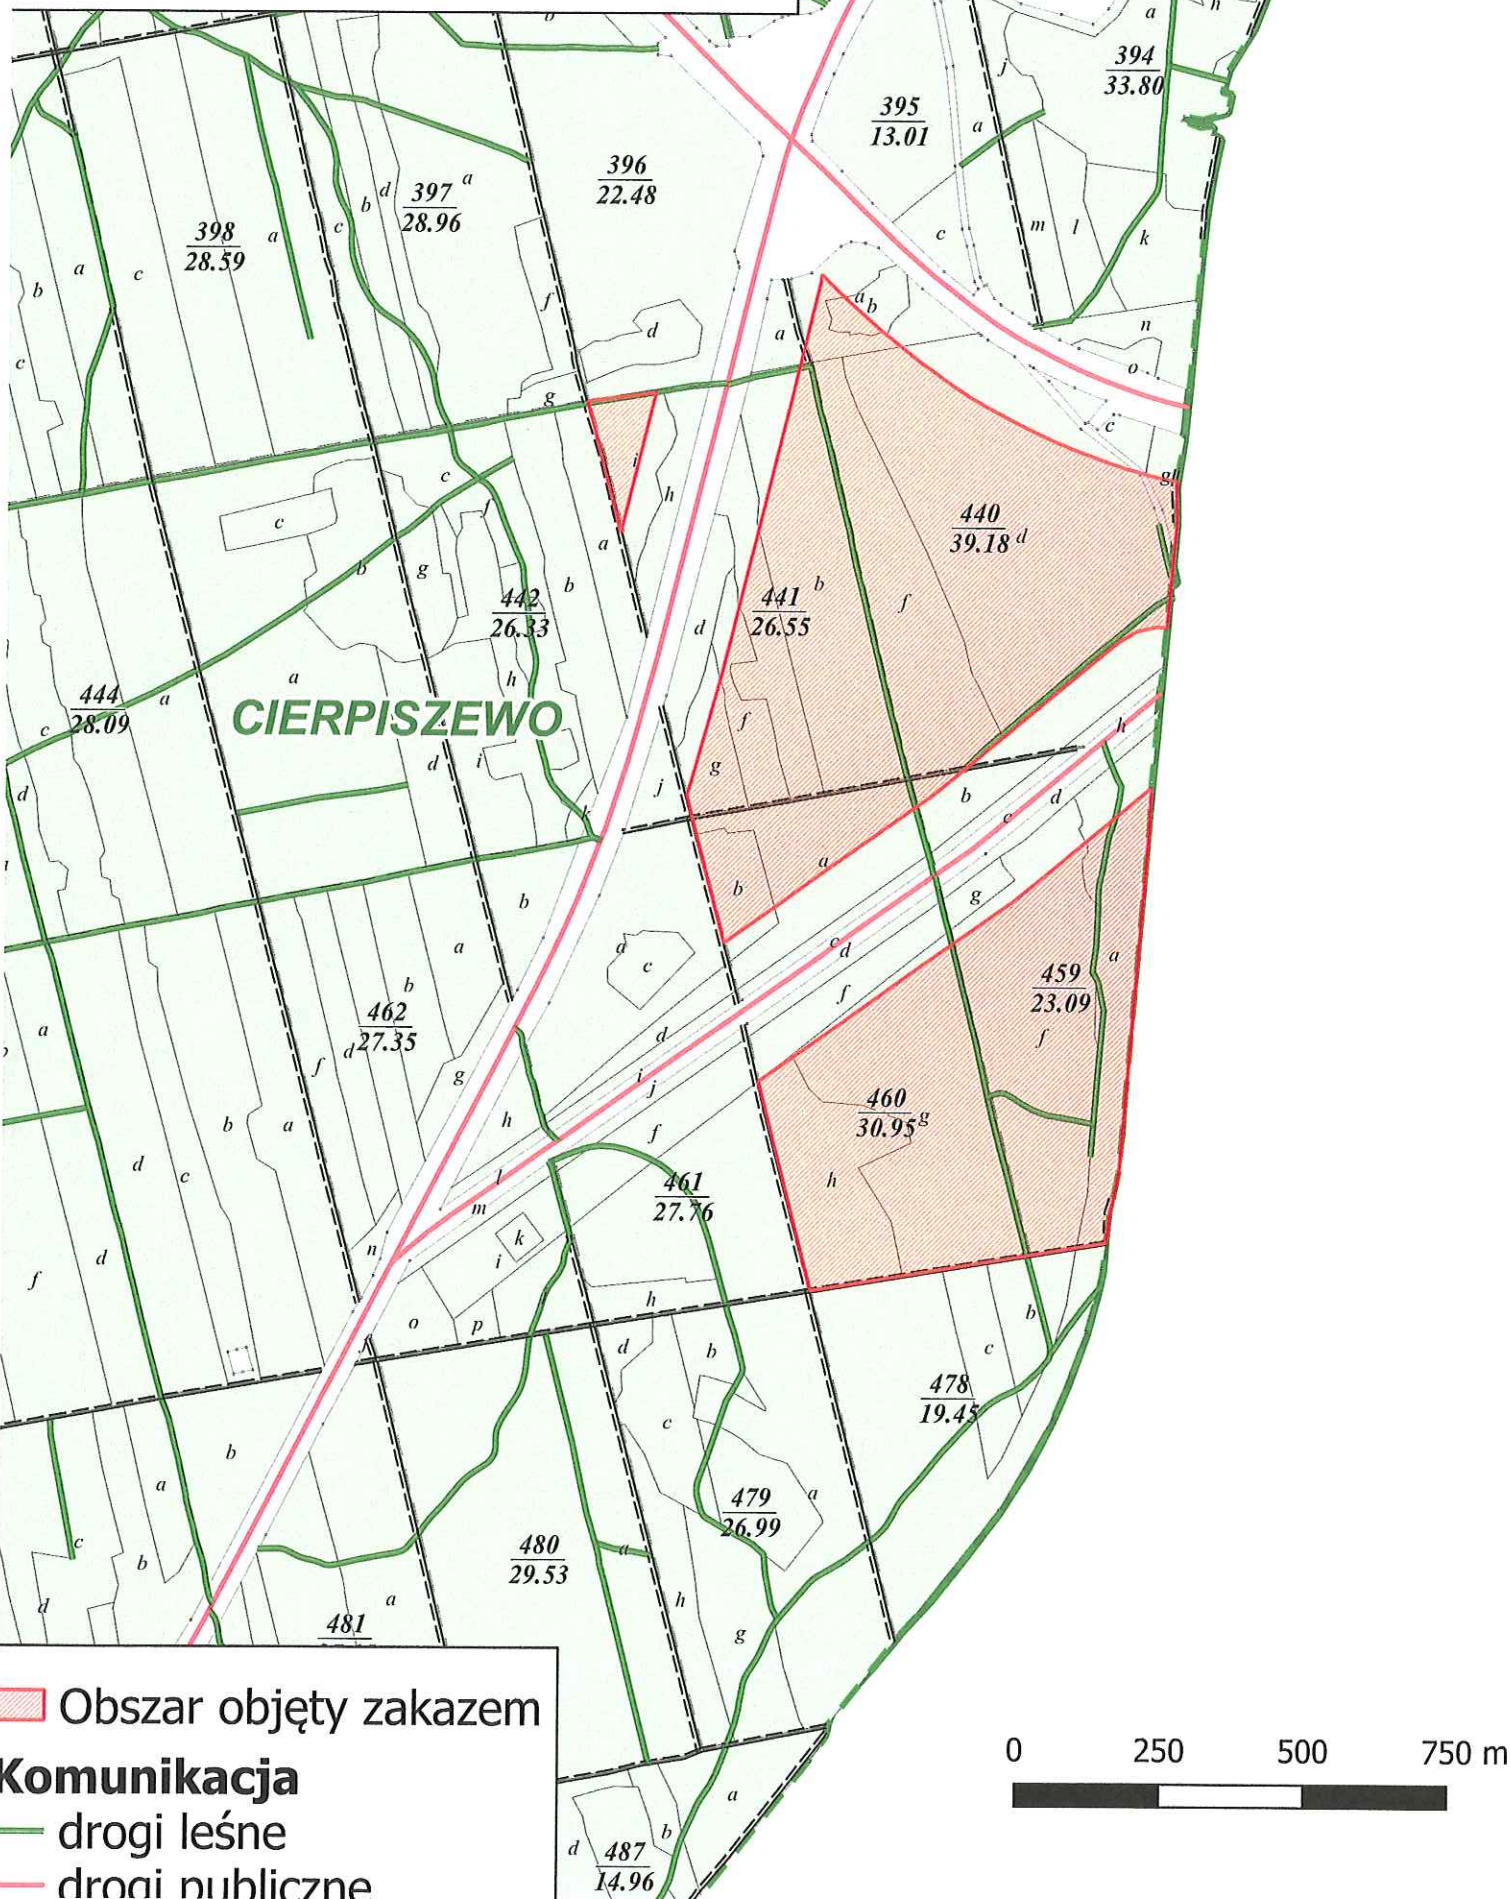 b
a
n
394
33.80
j
395
13.01
a
396
22.48
397
28.96
a
d
b
c
398
28.59
a
c
a
b
c
m
l
k
c
f
d
a
a
b
n
o
c
g
g
i
h
a
c
c
f
b
g
b
440
39.18
d
441
26.55
b
f
442
26.33
d
h
a
444
28.09
a
c
CIERPISZEWO
f
d
i
g
j
k
h
b
d
c
d
a
b
g
b
a
a
c
c
d
459
23.09
a
f
f
462
27.35
b
d
f
a
d
i
j
g
h
f
460
30.95
g
h
461
27.76
b
a
d
c
l
m
k
i
n
d
f
h
o
p
b
d
b
c
478
19.45
c
b
a
479
26.99
a
480
29.53
a
c
b
d
a
h
g
481
Obszar objęty zakazem
Komunikacja
drogi leśne
drogi publiczne
0 250 500 750 m
a
b
d
487
14.96